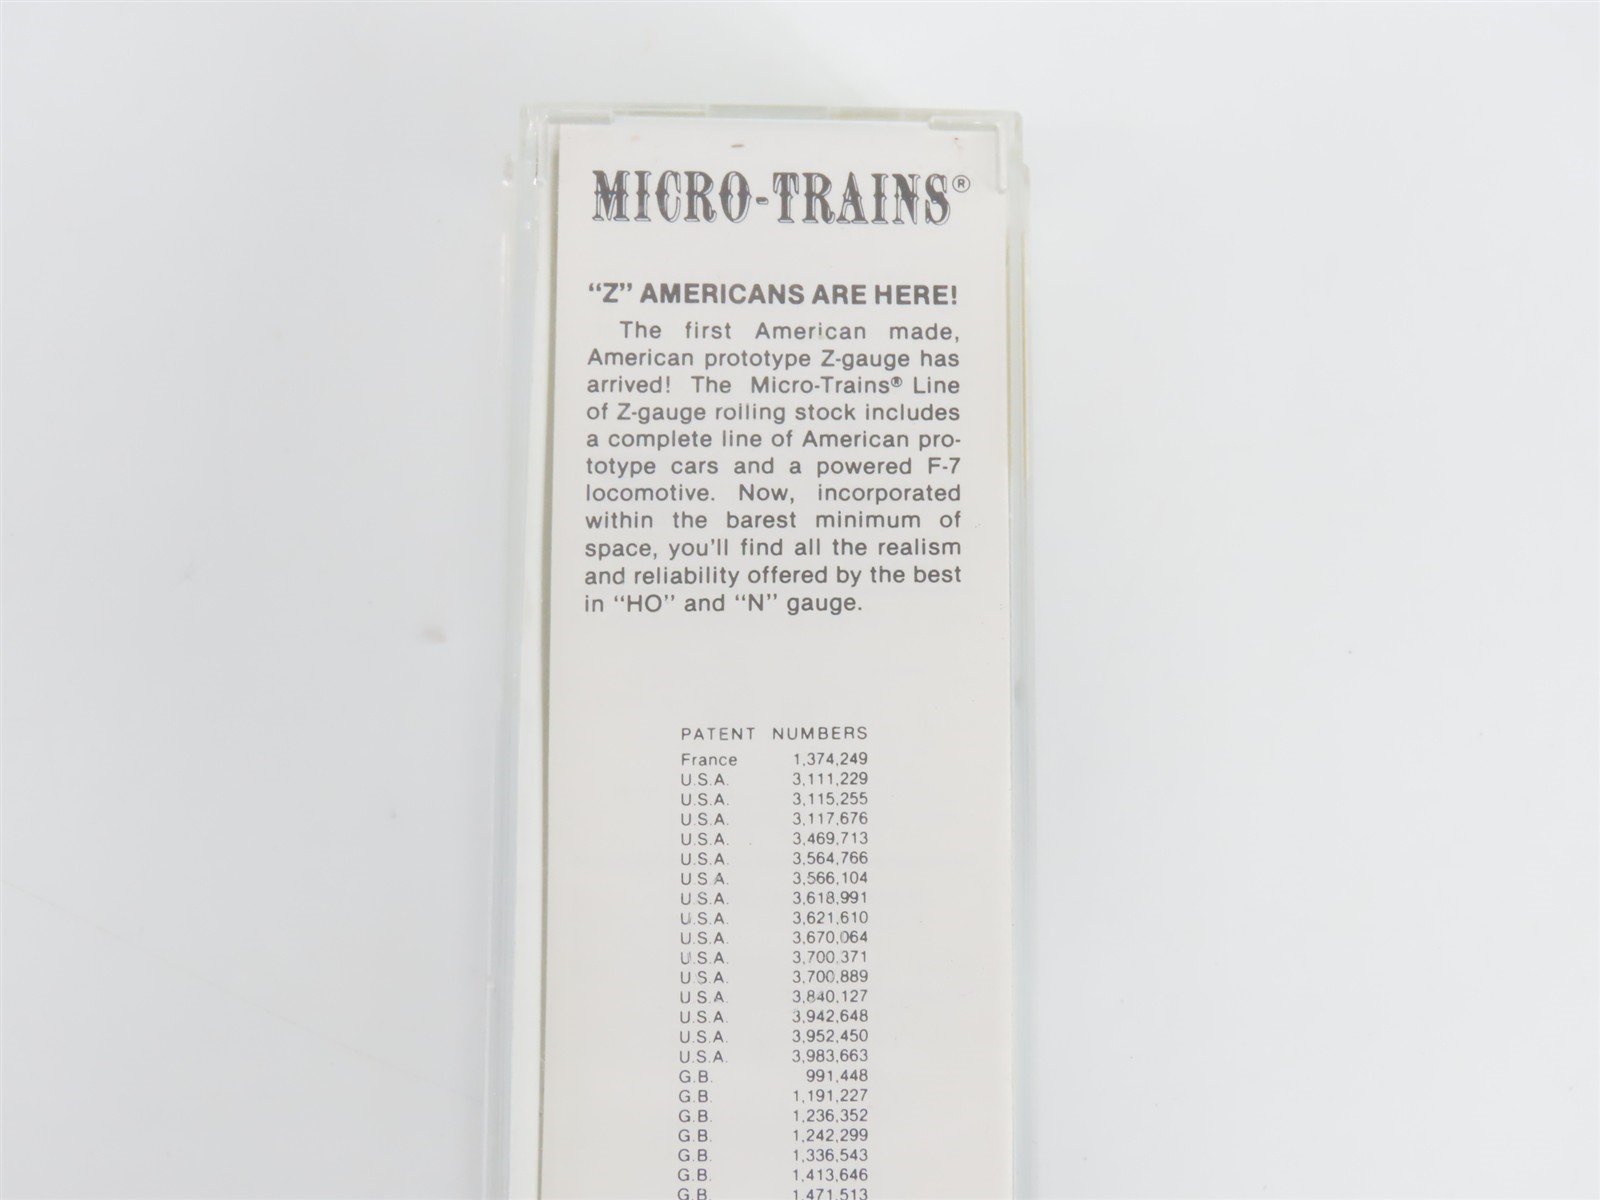 MICRO-TRAINS®
“Z” AMERICANS ARE HERE!
The first American made,
American prototype Z-gauge has
arrived! The Micro-Trains® Line
of Z-gauge rolling stock includes
a complete line of American pro-
totype cars and a powered F-7
locomotive. Now, incorporated
within the barest minimum of
space, you'll find all the realism
and reliability offered by the best
in “HO” and “N” gauge.
PATENT NUMBERS
France 1,374,249
U.S.A. 3,111,229
U.S.A. 3,115,255
U.S.A. 3,117,676
U.S.A. 3,469,713
U.S.A. 3,564,766
U.S.A. 3,566,104
U.S.A. 3,618,991
U.S.A. 3,621,610
U.S.A. 3,670,064
U.S.A. 3,700,371
U.S.A. 3,700,889
U.S.A. 3,840,127
U.S.A. 3,942,648
U.S.A. 3,952,450
U.S.A. 3,983,663
G.B. 991,448
G.B. 1,191,227
G.B. 1,236,352
G.B. 1,242,299
G.B. 1,336,543
G.B. 1,413,646
G.B. 1,471,513